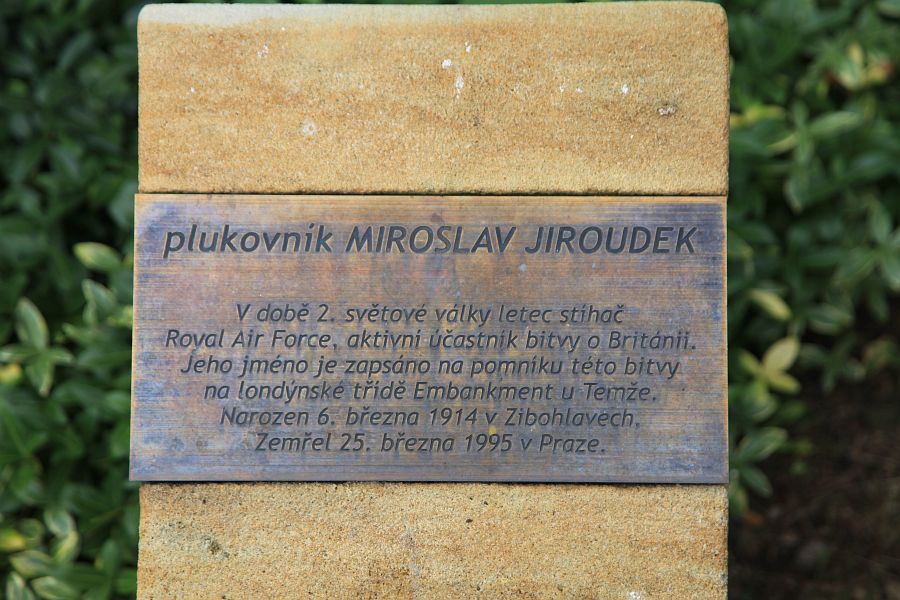 plukovník MIROSLAV JIROUDEK
V době 2. světové války letec stíhač
Royal Air Force, aktivní účastník bitvy o Británii.
Jeho jméno je zapsáno na pomníku této bitvy
na londýnské třídě Embankment u Temže.
Narozen 6. března 1914 v Zibohlavech,
Zemřel 25. března 1995 v Praze.